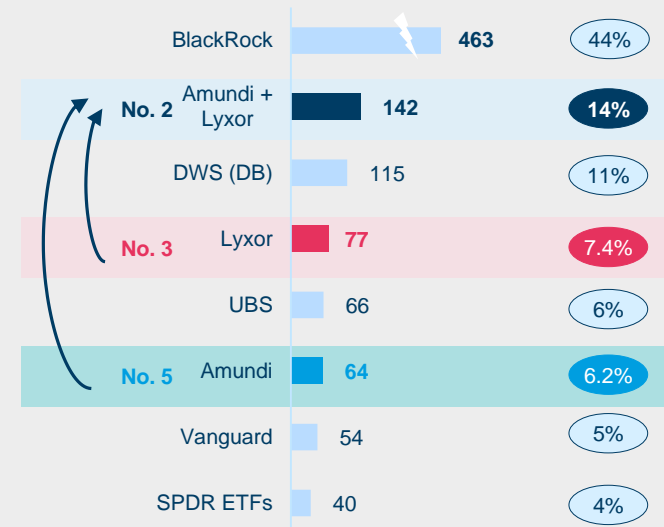 BlackRock 463 44%
No. 2 Amundi + Lyxor 142 14%
DWS (DB) 115 11%
No. 3 Lyxor 77 7.4%
UBS 66 6%
No. 5 Amundi 64 6.2%
Vanguard 54 5%
SPDR ETFs 40 4%